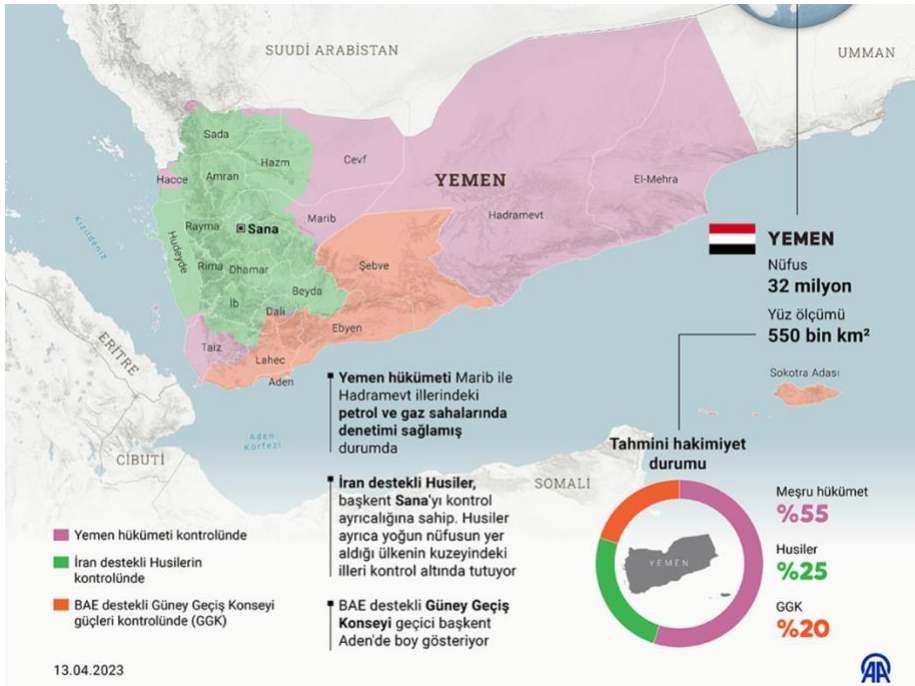 SUUDİ ARABİSTAN
UMMAN
Sada
Hazm
Cevf
Hacce
Amran
YEMEN
El-Mehra
Marib
Hadramevt
Kızıldeniz
Rayma
Sana
Hudeyde
Rima
Dhamar
Şebve
Beyda
İb
Dali
Ebyen
Taiz
Lahec
Aden
ERİTRE
CİBUTİ
Aden
Körfezi
SOMALİ
YEMEN
Nüfus
32 milyon
Yüz ölçümü
550 bin km²
Sokotra Adası
Yemen hükümeti Marib ile
Hadramevt illerindeki
petrol ve gaz sahalarında
denetimi sağlamış
durumda
İran destekli Husiler,
başkent Sana'yı kontrol
ayrıcalığına sahip. Husiler
ayrıca yoğun nüfusun yer
aldığı ülkenin kuzeyindeki
illeri kontrol altında tutuyor
BAE destekli Güney Geçiş
Konseyi geçici başkent
Aden'de boy gösteriyor
Yemen hükümeti kontrolünde
İran destekli Husilerin
kontrolünde
BAE destekli Güney Geçiş Konseyi
güçleri kontrolünde (GGK)
Tahmini hakimiyet
durumu
YEMEN
Meşru hükümet
%55
Husiler
%25
GGK
%20
13.04.2023
AA